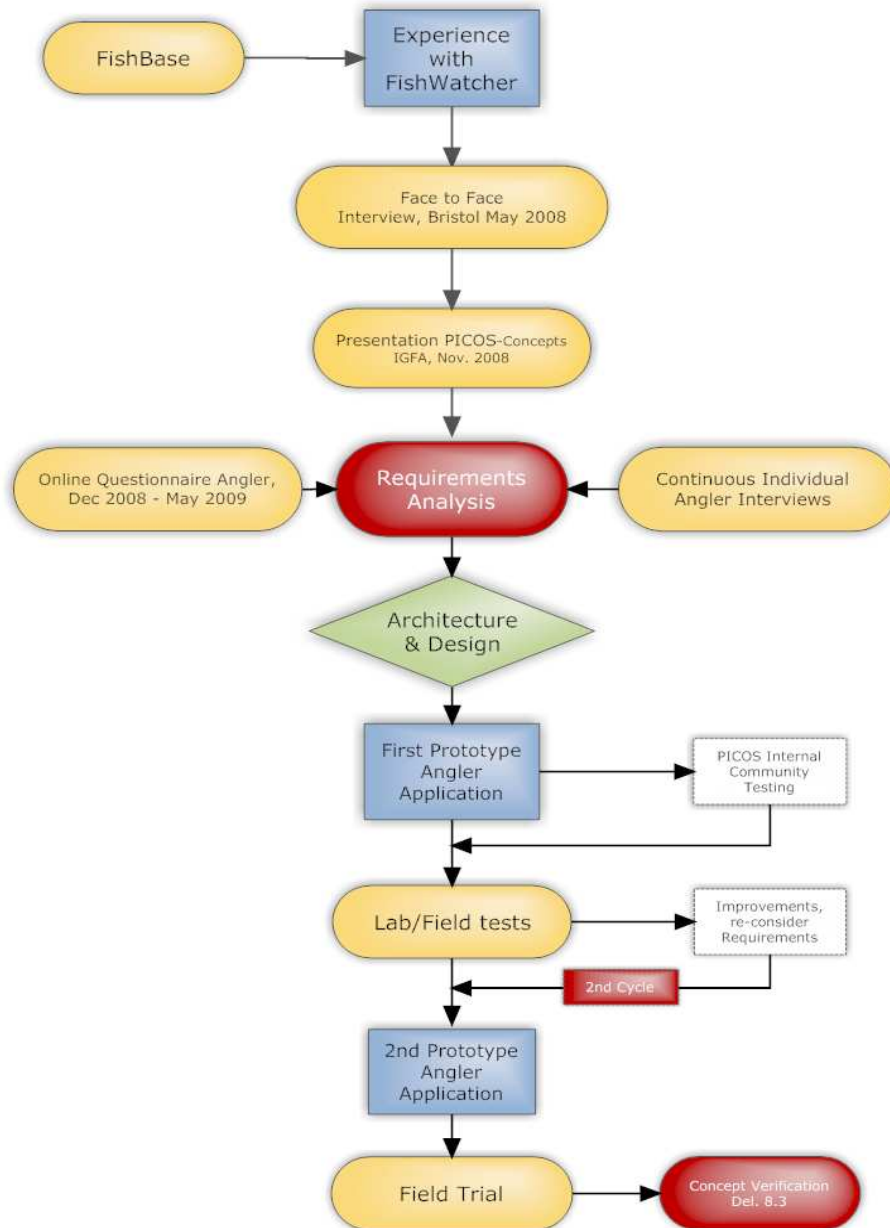 FishBase
Experience
with
FishWatcher
Face to Face
Interview, Bristol May 2008
Presentation PICOS-Concepts
IGFA, Nov. 2008
Online Questionnaire Angler,
Dec 2008 - May 2009
Requirements
Analysis
Continuous Individual
Angler Interviews
Architecture
& Design
First Prototype
Angler
Application
PICOS Internal
Community
Testing
Lab/Field tests
Improvements,
re-consider
Requirements
2nd Cycle
2nd Prototype
Angler
Application
Field Trial
Concept Verification
Del. 8.3